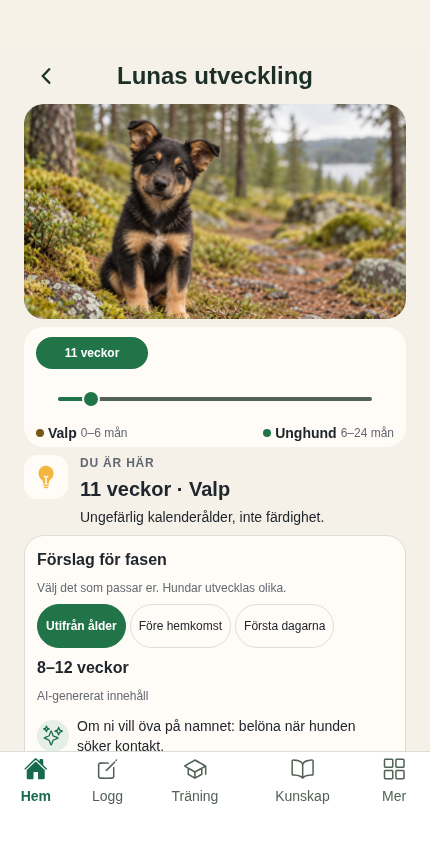 Lunas utveckling
11 veckor
Valp 0–6 mån
Unghund 6–24 mån
DU ÄR HÄR
11 veckor · Valp
Ungefärlig kalenderålder, inte färdighet.
Förslag för fasen
Välj det som passar er. Hundar utvecklas olika.
Utifrån ålder
Före hemkomst
Första dagarna
8–12 veckor
AI-genererat innehåll
Om ni vill öva på namnet: belöna när hunden
söker kontakt.
Hem
Logg
Träning
Kunskap
Mer